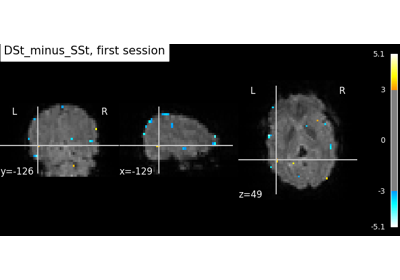 DSt_minus_SSt, first session
L R
L
L R
y=-126
x=-129
z=49
5.1
3
0
-3
-5.1